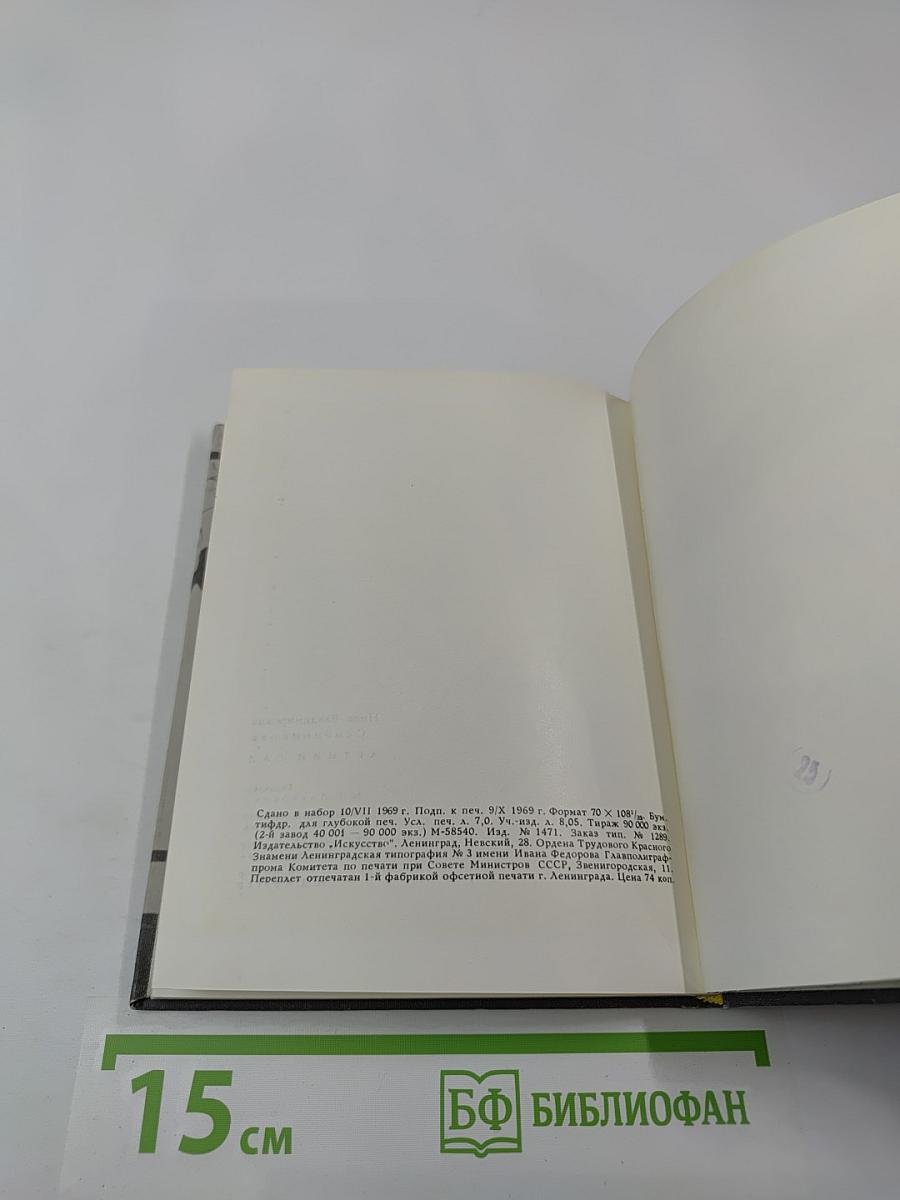 Сдано в набор 10/VII 1969 г. Подп. к печ. 9/X 1969 г. Формат 70 × 108¹/₃₂. Бум.
тифдр. для глубокой печ. Усл. печ. л. 7,0. Уч.-изд. л. 8,05. Тираж 90 000 экз.
(2-й завод 40 001 — 90 000 экз.) М-58540. Изд. № 1471. Заказ тип. № 1289.
Издательство „Искусство“, Ленинград, Невский, 28. Ордена Трудового Красного
Знамени Ленинградская типография № 3 имени Ивана Федорова Главполиграф-
прома Комитета по печати при Совете Министров СССР, Звенигородская, 11.
Переплет отпечатан 1-й фабрикой офсетной печати г. Ленинграда. Цена 74 коп.
15 см
БФ БИБЛИОФАН